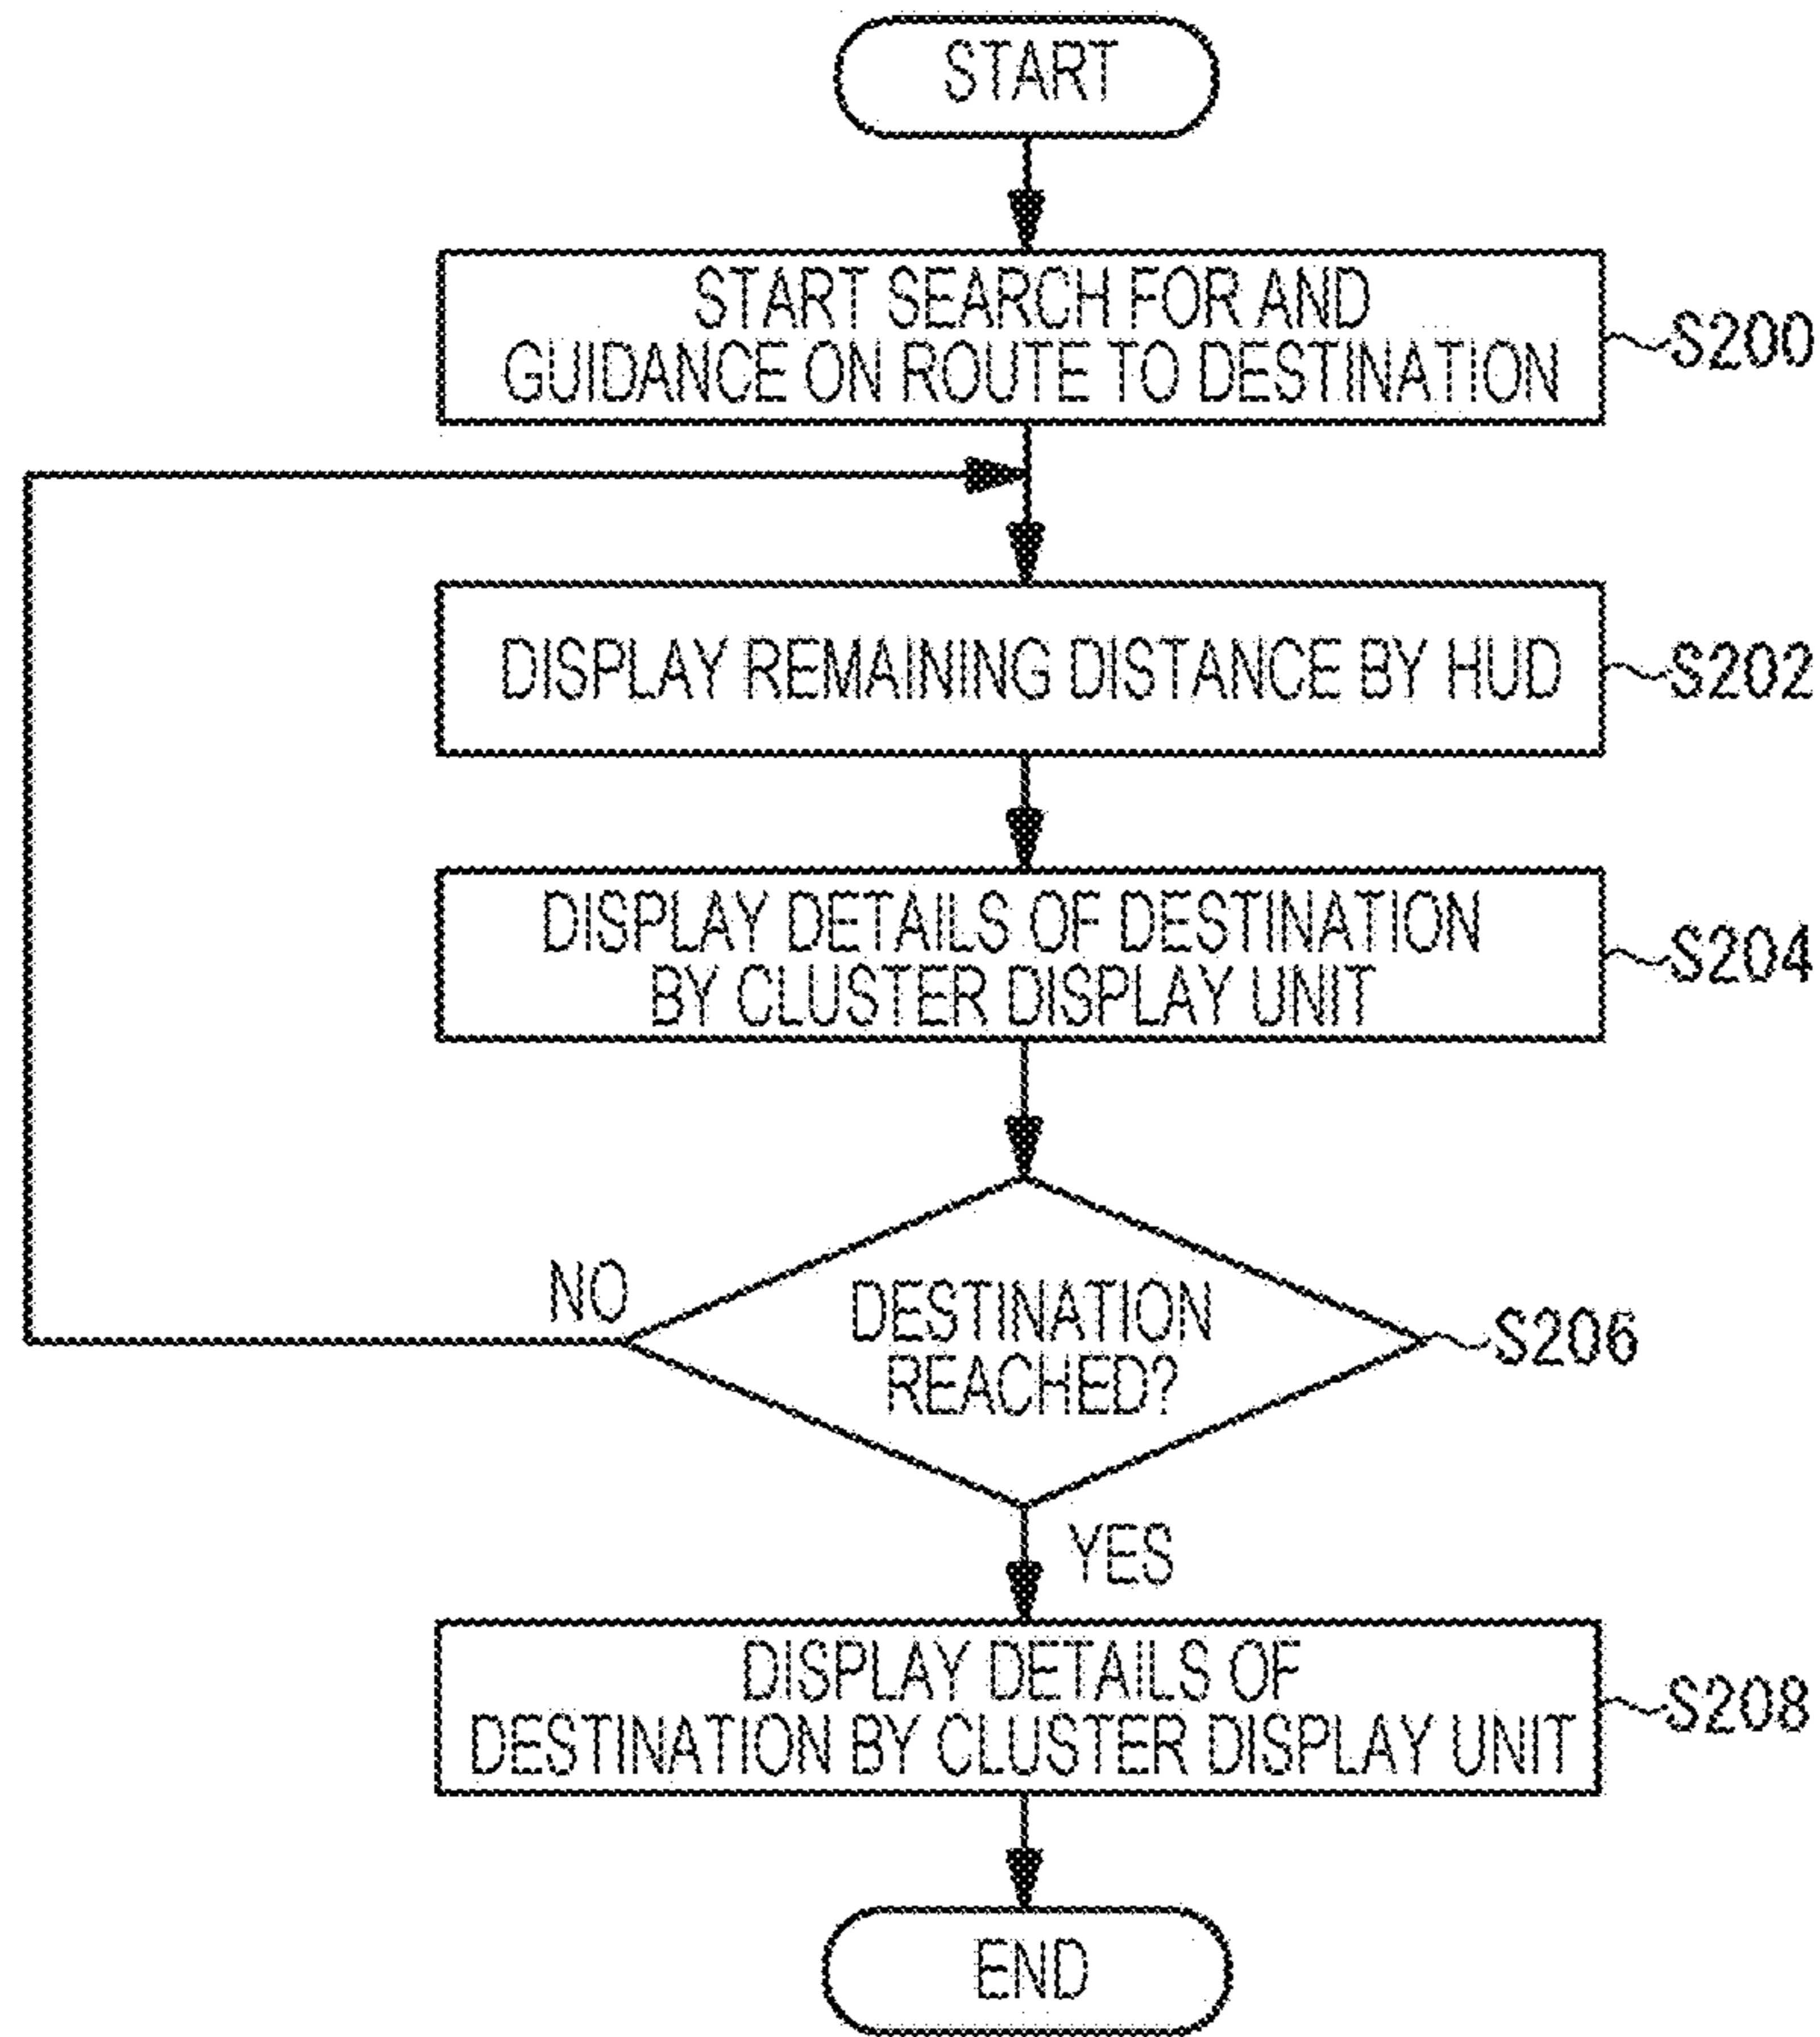 START
START SEARCH FOR AND
GUIDANCE ON ROUTE TO DESTINATION
S200
DISPLAY REMAINING DISTANCE BY HUD
S202
DISPLAY DETAILS OF DESTINATION
BY CLUSTER DISPLAY UNIT
S204
NO
DESTINATION
REACHED?
S206
YES
DISPLAY DETAILS OF
DESTINATION BY CLUSTER DISPLAY UNIT
S208
END